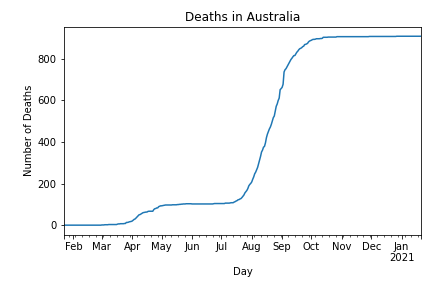 Deaths in Australia
Number of Deaths
800
600
400
200
0
Feb Mar Apr May Jun Jul Aug Sep Oct Nov Dec Jan
2021
Day